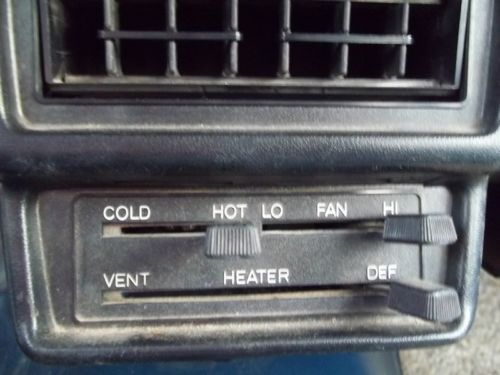 COLD HOT LO FAN HI
VENT HEATER DEF